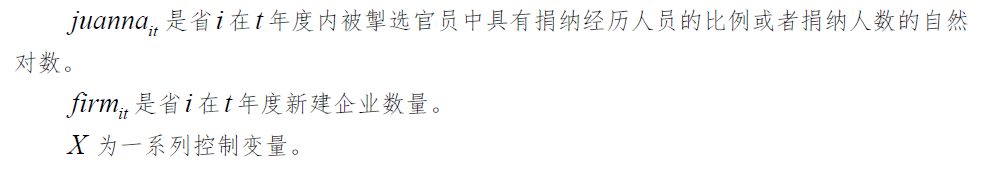 juanna_it 是省 i 在 t 年度内被掣选官员中具有捐纳经历人员的比例或者捐纳人数的自然
对数。
firm_it 是省 i 在 t 年度新建企业数量。
X 为一系列控制变量。